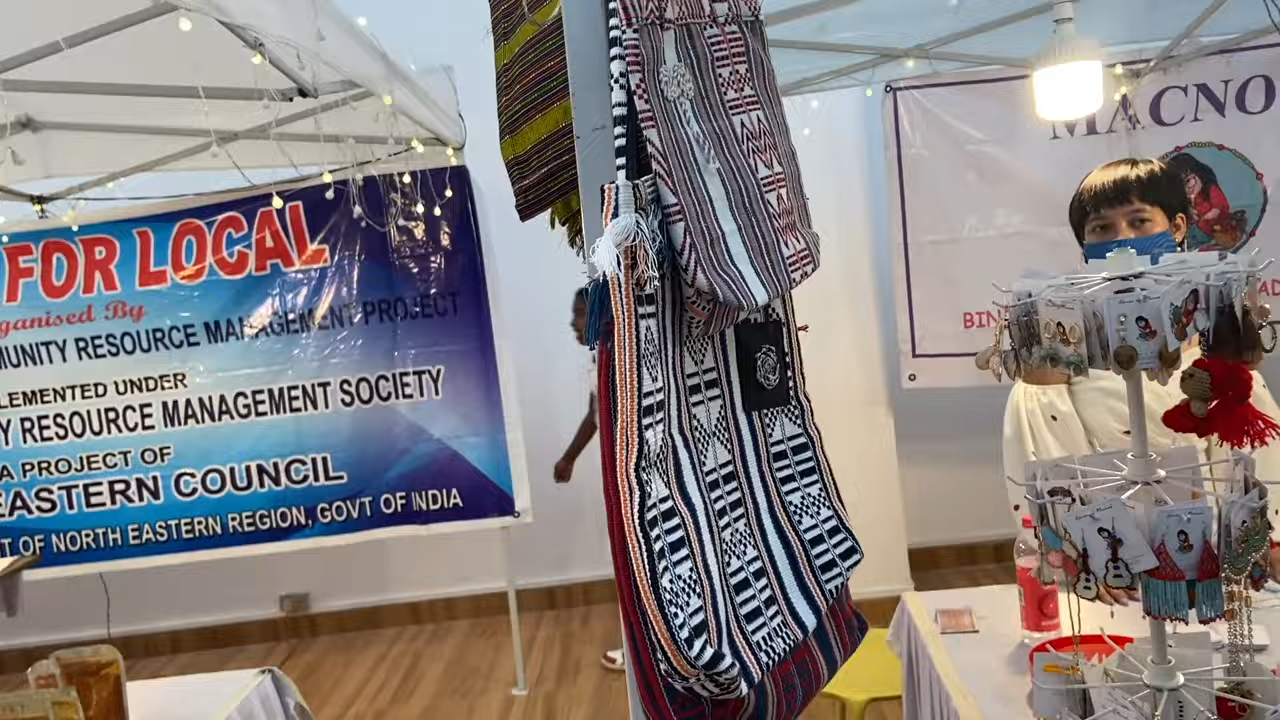 FOR LOCAL
ganised By
MUNITY RESOURCE MANAGEMENT PROJECT
LEMENTED UNDER
Y RESOURCE MANAGEMENT SOCIETY
A PROJECT OF
EASTERN COUNCIL
T OF NORTH EASTERN REGION, GOVT OF INDIA
MACNO
BIN